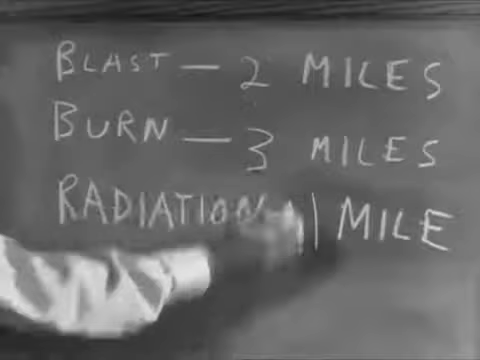 BLAST — 2 MILES
BURN — 3 MILES
RADIATION 1 MILE